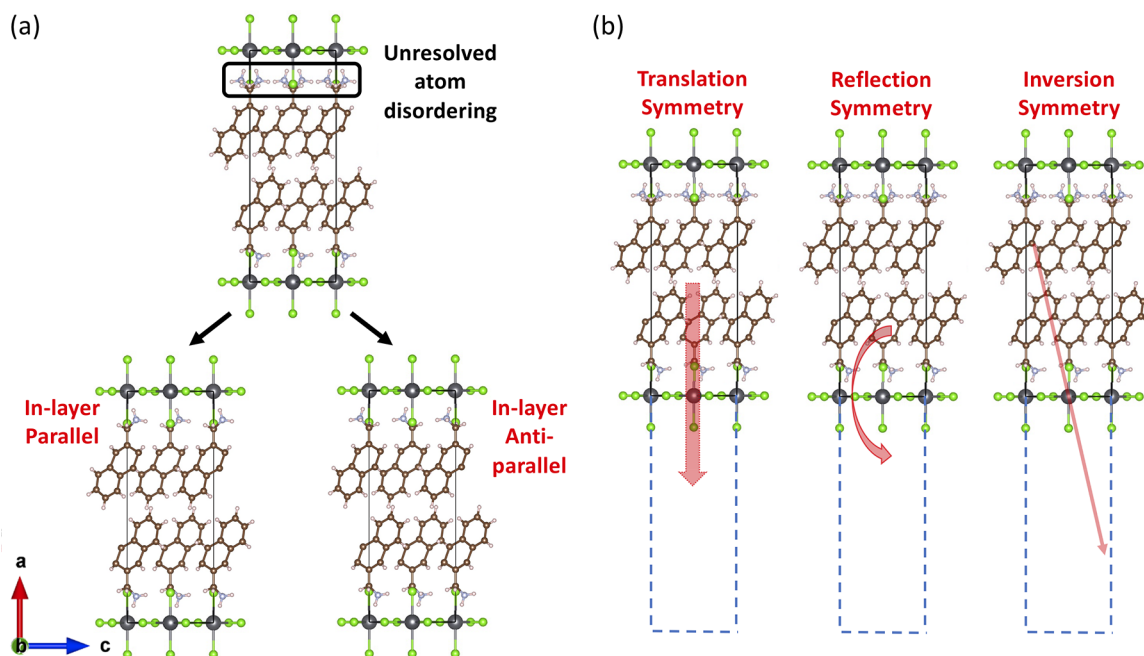 (a)
Unresolved
atom
disordering
In-layer
Parallel
In-layer
Anti-
parallel
a
b
c
(b)
Translation
Symmetry
Reflection
Symmetry
Inversion
Symmetry